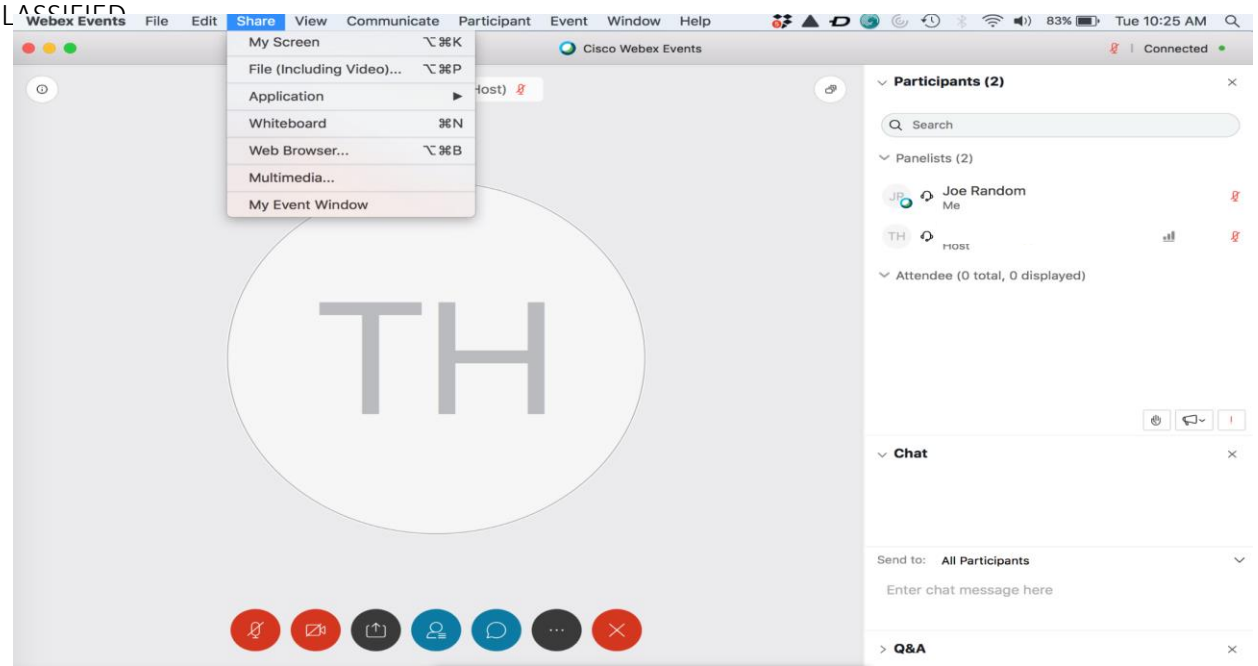 LASSIFIED
Webex Events File Edit Share View Communicate Participant Event Window Help 83% Tue 10:25 AM
Cisco Webex Events
Connected
My Screen ⌥⌘K
File (Including Video)... ⌥⌘P
Application ▶
Whiteboard ⌘N
Web Browser... ⌥⌘B
Multimedia...
My Event Window
Host)
TH
Participants (2)
Search
Panelists (2)
JR Joe Random
Me
TH
Host
Attendee (0 total, 0 displayed)
Chat
Send to: All Participants
Enter chat message here
Q&A